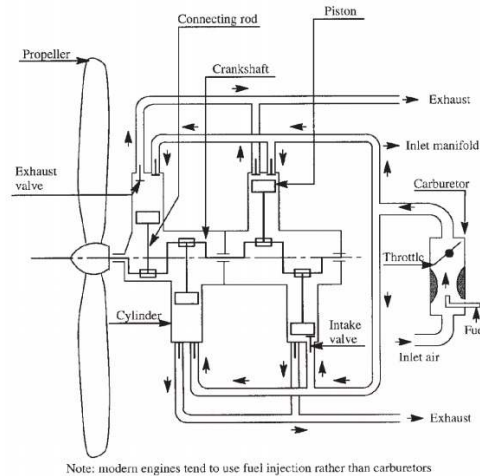 Connecting rod
Piston
Propeller
Crankshaft
Exhaust
Inlet manifold
Exhaust
valve
Carburetor
Throttle
Cylinder
Intake
valve
Fuel
Inlet air
Exhaust
Note: modern engines tend to use fuel injection rather than carburetors